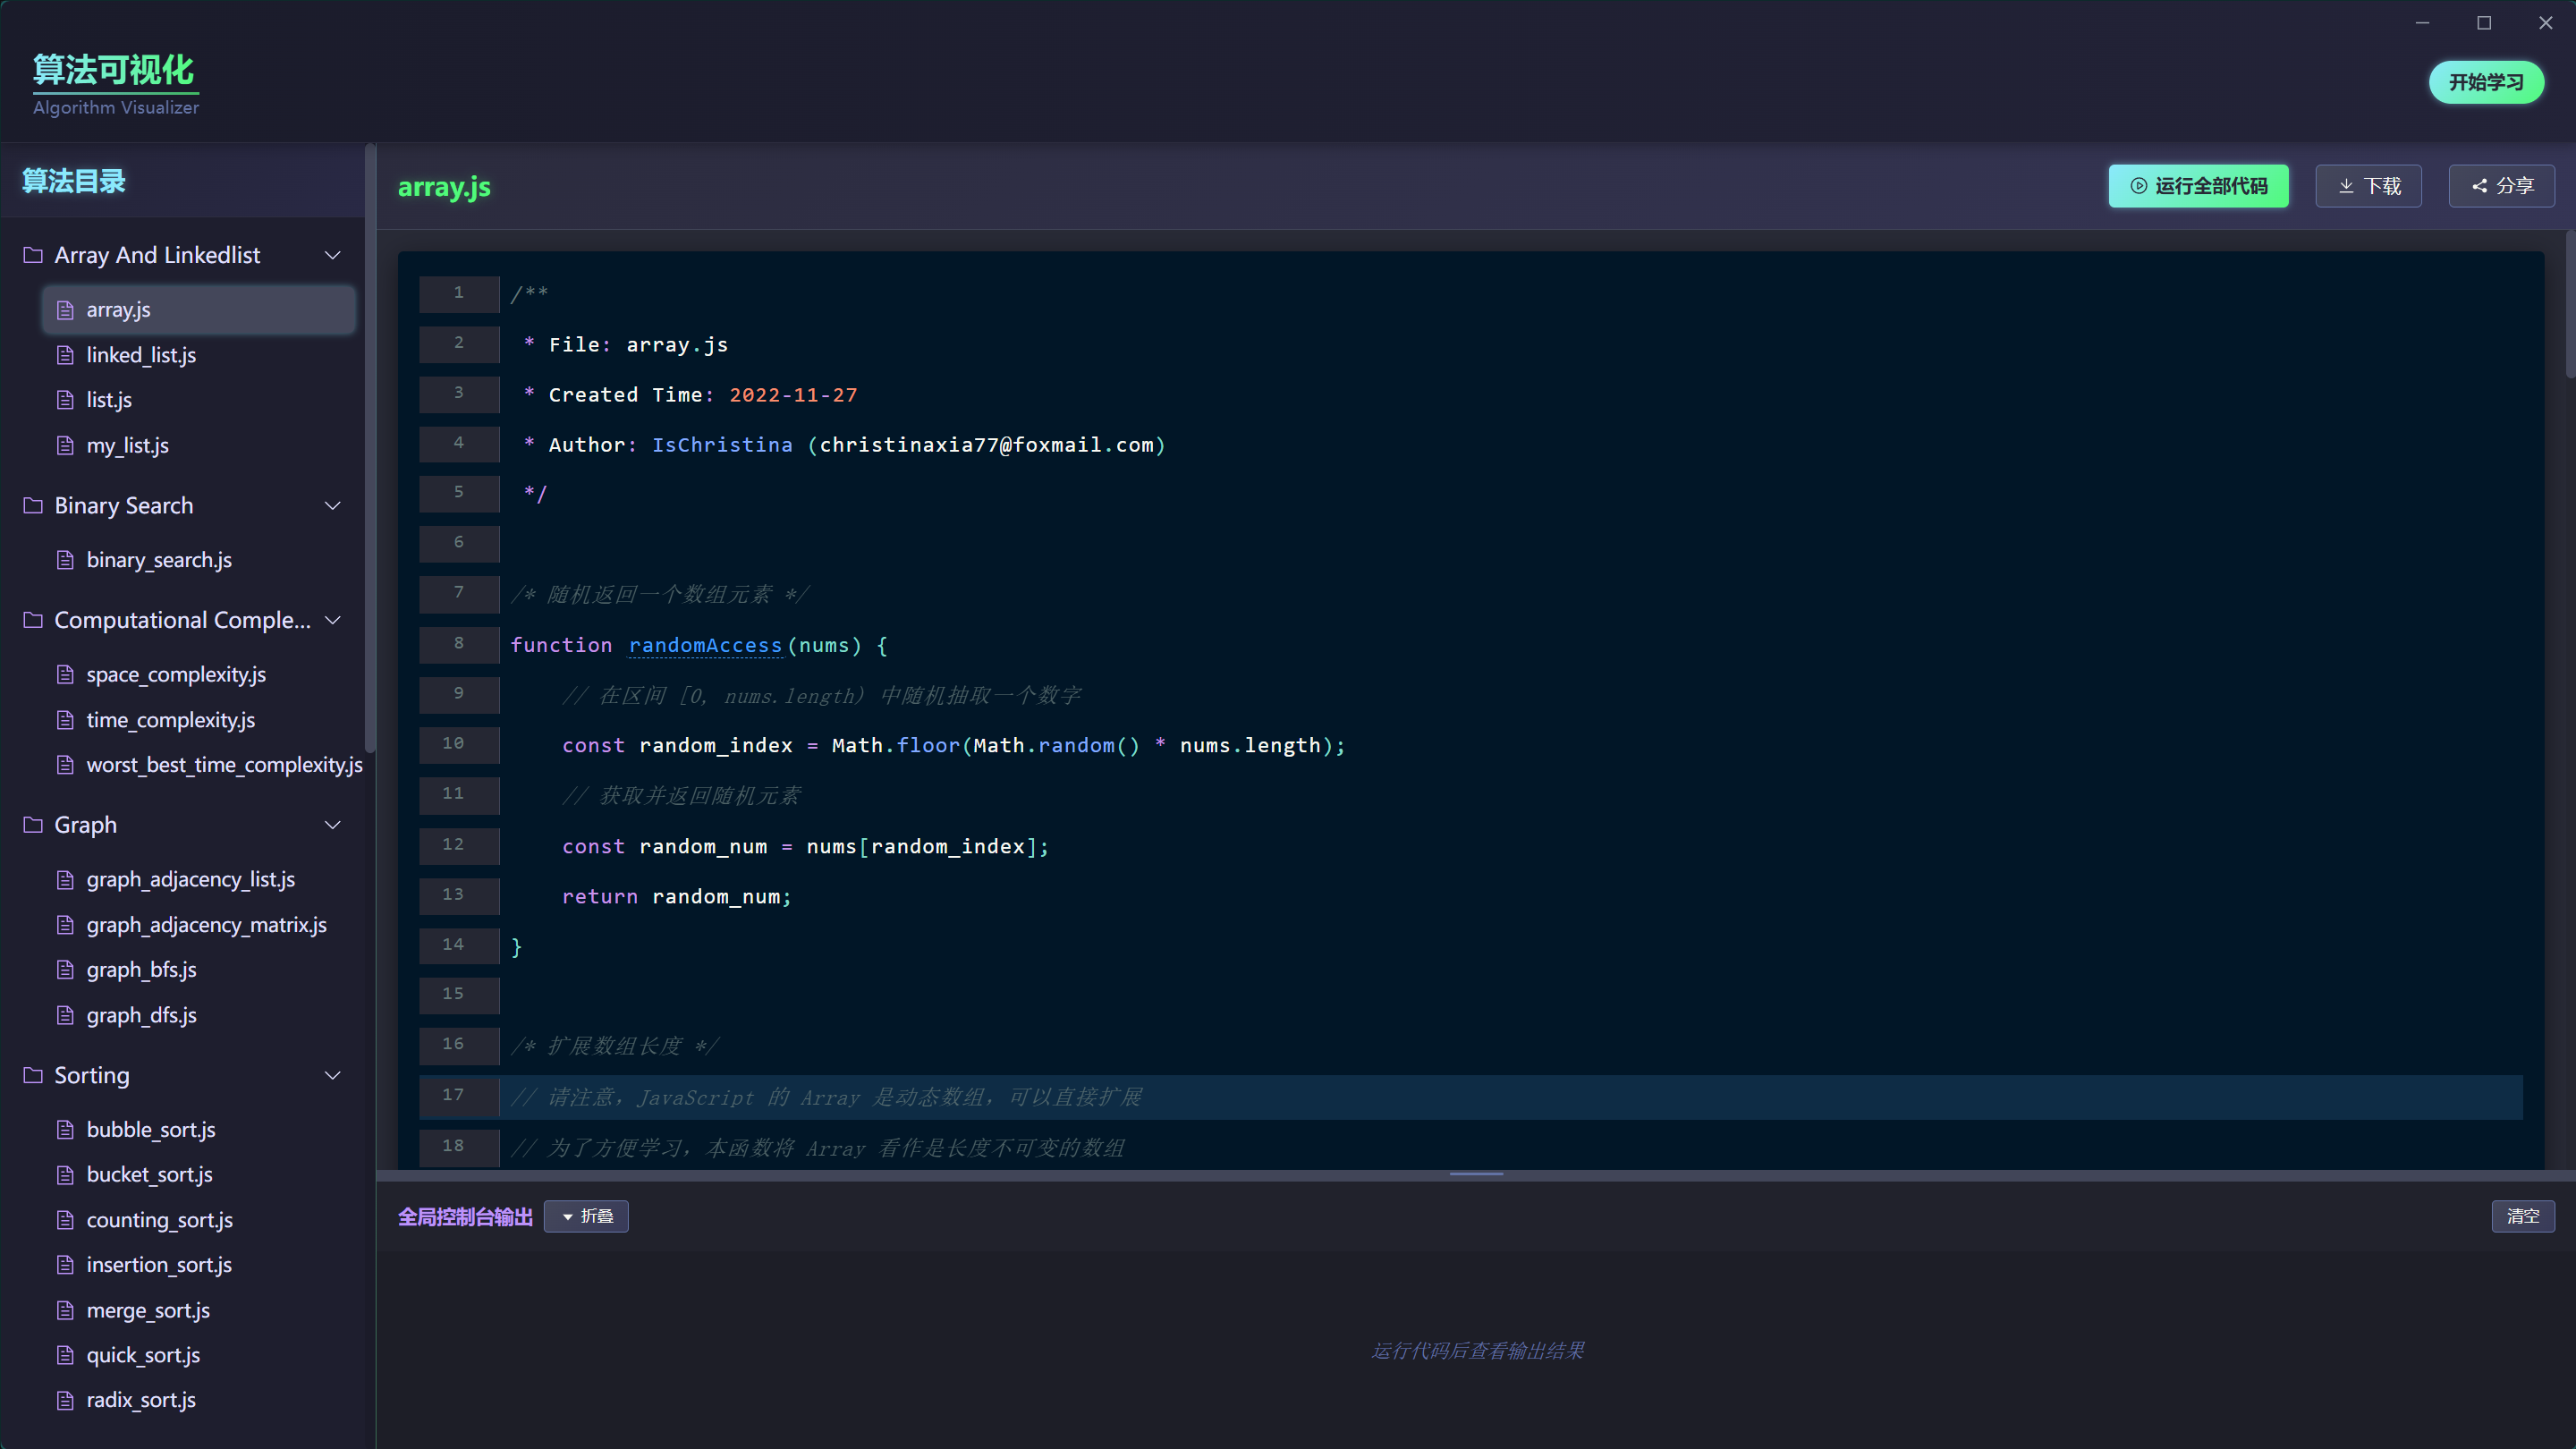 算法可视化
Algorithm Visualizer
开始学习
算法目录
Array And Linkedlist
array.js
linked_list.js
list.js
my_list.js
Binary Search
binary_search.js
Computational Comple...
space_complexity.js
time_complexity.js
worst_best_time_complexity.js
Graph
graph_adjacency_list.js
graph_adjacency_matrix.js
graph_bfs.js
graph_dfs.js
Sorting
bubble_sort.js
bucket_sort.js
counting_sort.js
insertion_sort.js
merge_sort.js
quick_sort.js
radix_sort.js
array.js
运行全部代码
下载
分享
1 /**
2  * File: array.js
3  * Created Time: 2022-11-27
4  * Author: IsChristina (christinaxia77@foxmail.com)
5  */
6
7 /* 随机返回一个数组元素 */
8 function randomAccess(nums) {
9     // 在区间 [0, nums.length) 中随机抽取一个数字
10     const random_index = Math.floor(Math.random() * nums.length);
11     // 获取并返回随机元素
12     const random_num = nums[random_index];
13     return random_num;
14 }
15
16 /* 扩展数组长度 */
17 // 请注意，JavaScript 的 Array 是动态数组，可以直接扩展
18 // 为了方便学习，本函数将 Array 看作是长度不可变的数组
全局控制台输出
折叠
清空
运行代码后查看输出结果